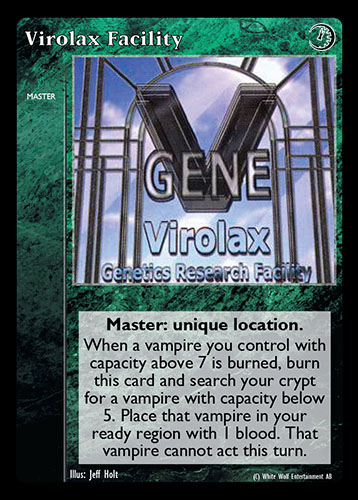 Virolax Facility
MASTER
V
GENE
Virolax
Genetics Research Facility
Master: unique location.
When a vampire you control with
capacity above 7 is burned, burn
this card and search your crypt
for a vampire with capacity below
5. Place that vampire in your
ready region with 1 blood. That
vampire cannot act this turn.
Illus: Jeff Holt
(C) White Wolf Entertainment AB